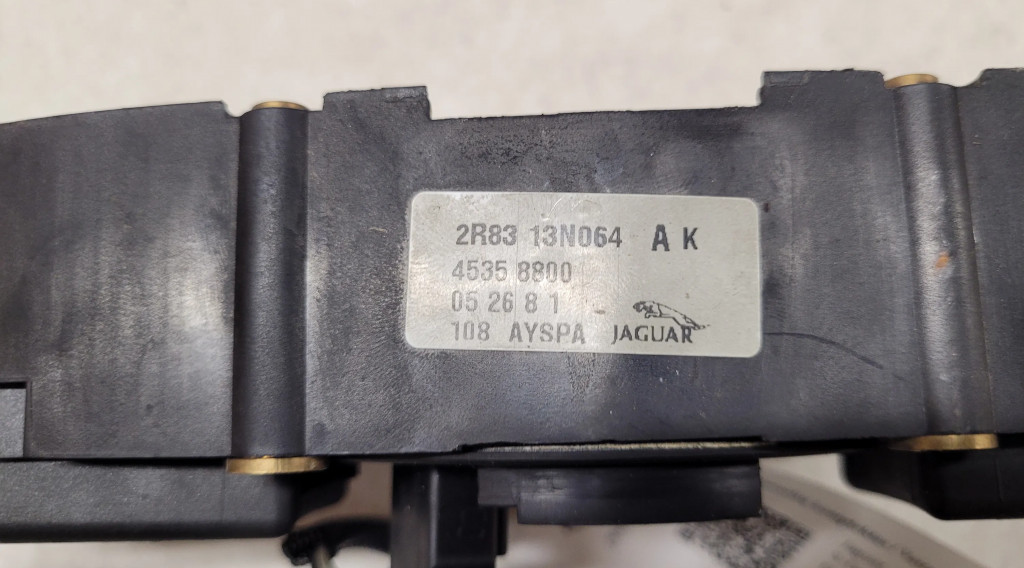 2R83 13N064 A K
4535 8800
05 26 8 1
108 AYSPA JAGUAR